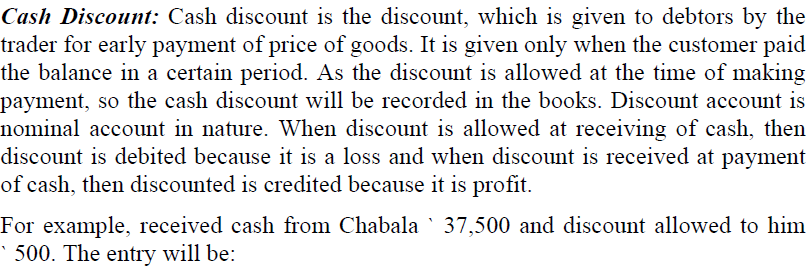 Cash Discount: Cash discount is the discount, which is given to debtors by the
trader for early payment of price of goods. It is given only when the customer paid
the balance in a certain period. As the discount is allowed at the time of making
payment, so the cash discount will be recorded in the books. Discount account is
nominal account in nature. When discount is allowed at receiving of cash, then
discount is debited because it is a loss and when discount is received at payment
of cash, then discounted is credited because it is profit.
For example, received cash from Chabala ` 37,500 and discount allowed to him
` 500. The entry will be: